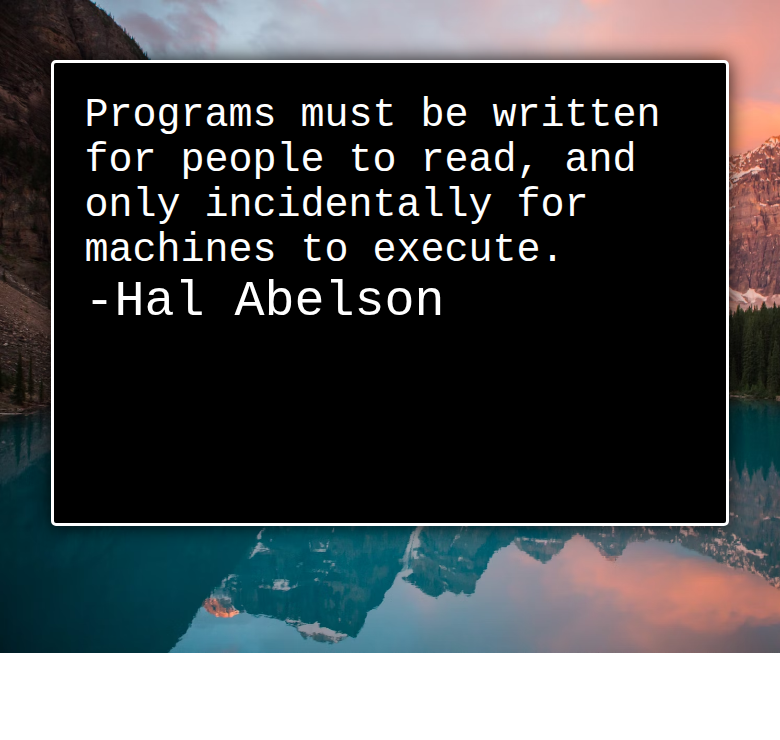 Programs must be written
for people to read, and
only incidentally for
machines to execute.
-Hal Abelson